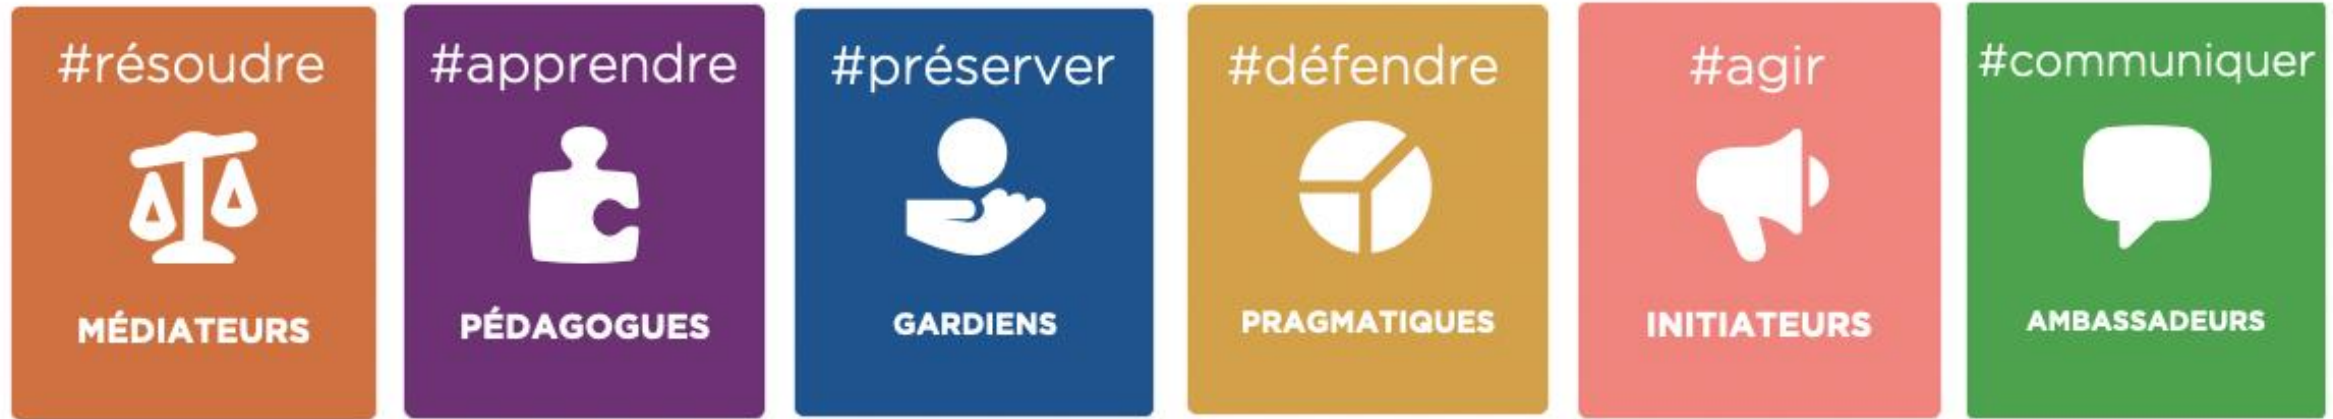 #résoudre
MÉDIATEURS
#apprendre
PÉDAGOGUES
#préserver
GARDIENS
#défendre
PRAGMATIQUES
#agir
INITIATEURS
#communiquer
AMBASSADEURS